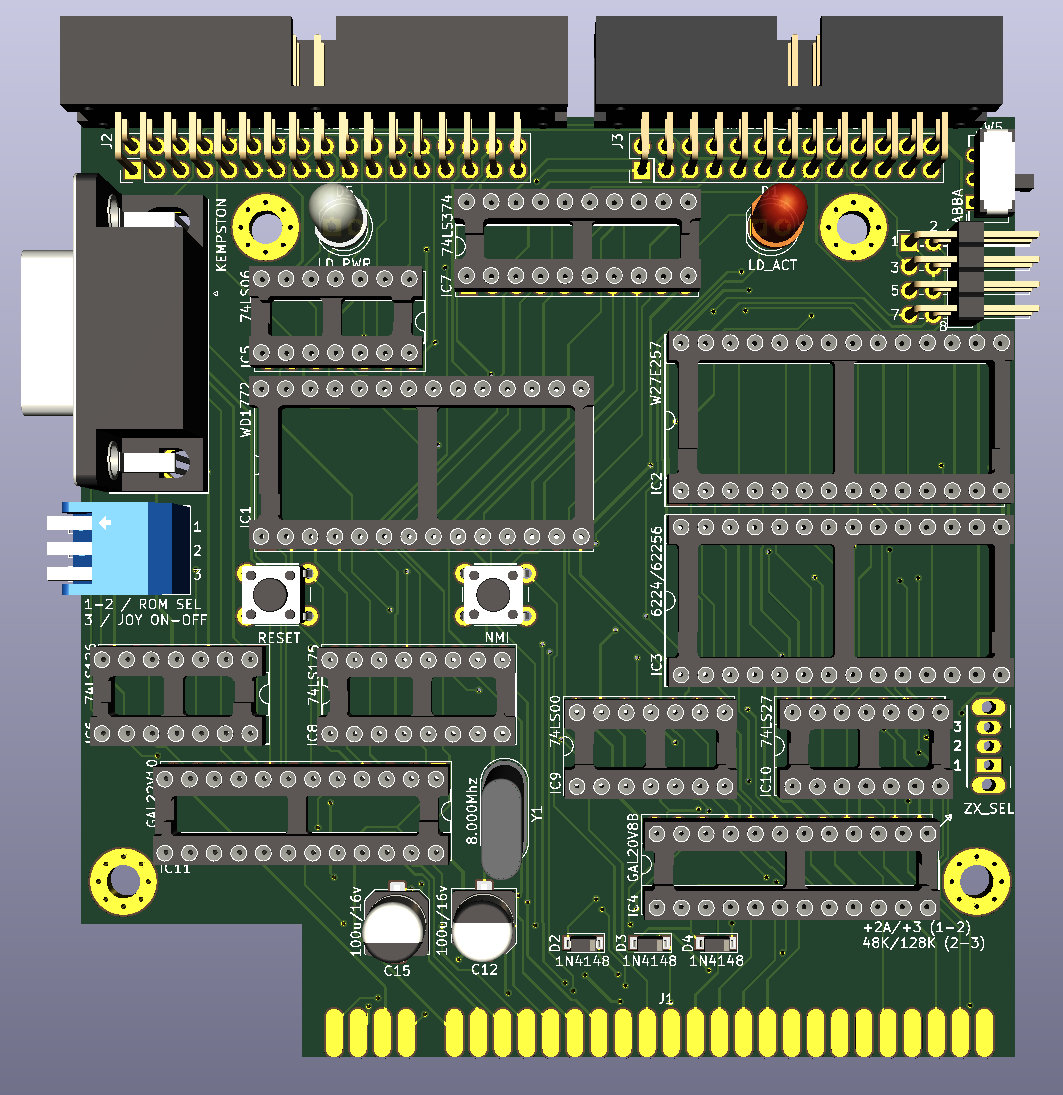 J2
J3
W5
ABBA
KEMPSTON
LD_PWR
74LS374
IC7
LD_ACT
2
1
3
5
7
8
74LS06
IC5
WD1772
IC1
W27E257
IC2
6224/62256
IC3
1
2
3
1-2 / ROM SEL
3 / JOY ON-OFF
RESET
NMI
74LS175
IC8
74LS00
IC9
74LS27
IC10
3
2
1
ZX_SEL
IC11
8.000Mhz
Y1
GAL20V8B
IC4
+2A/+3 (1-2)
48K/128K (2-3)
100u/16v
C15
100u/16v
C12
D2
1N4148
D3
1N4148
D4
1N4148
J1